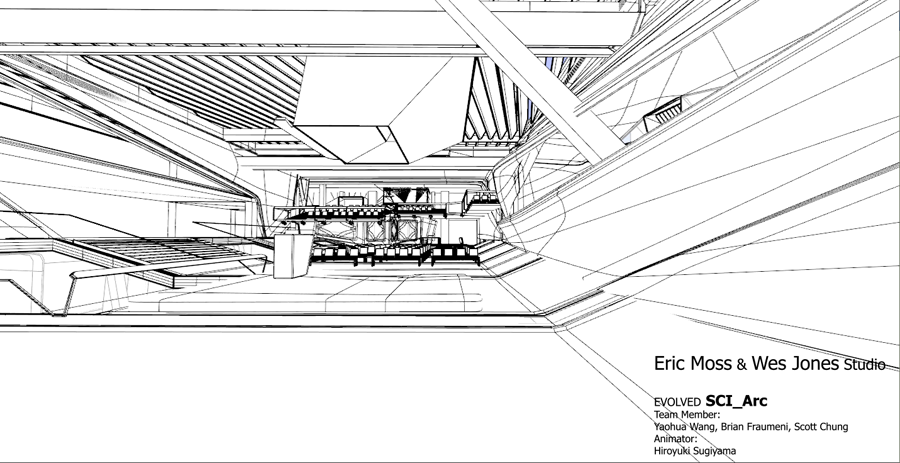 Eric Moss & Wes Jones Studio
EVOLVED SCI_Arc
Team Member:
Yaohua Wang, Brian Fraumeni, Scott Chung
Animator:
Hiroyuki Sugiyama